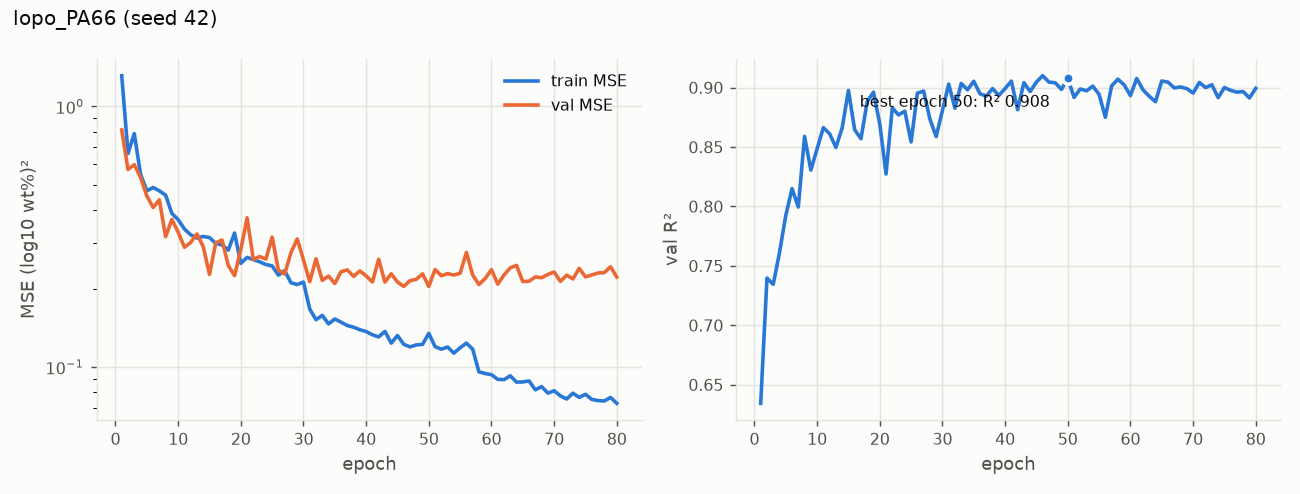 lopo_PA66 (seed 42)
MSE (log10 wt%)²
10⁰
10⁻¹
train MSE
val MSE
0 10 20 30 40 50 60 70 80
epoch
val R²
0.90
0.85
0.80
0.75
0.70
0.65
best epoch 50: R² 0.908
0 10 20 30 40 50 60 70 80
epoch